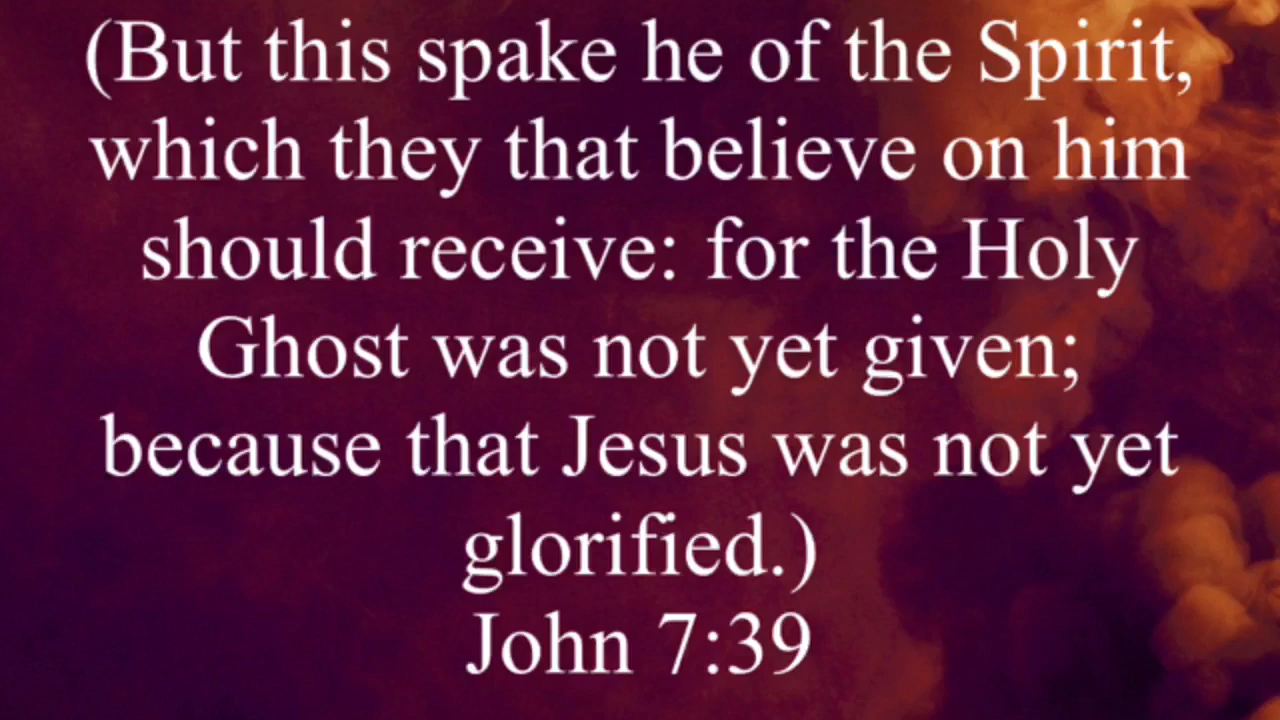 (But this spake he of the Spirit,
which they that believe on him
should receive: for the Holy
Ghost was not yet given;
because that Jesus was not yet
glorified.)
John 7:39